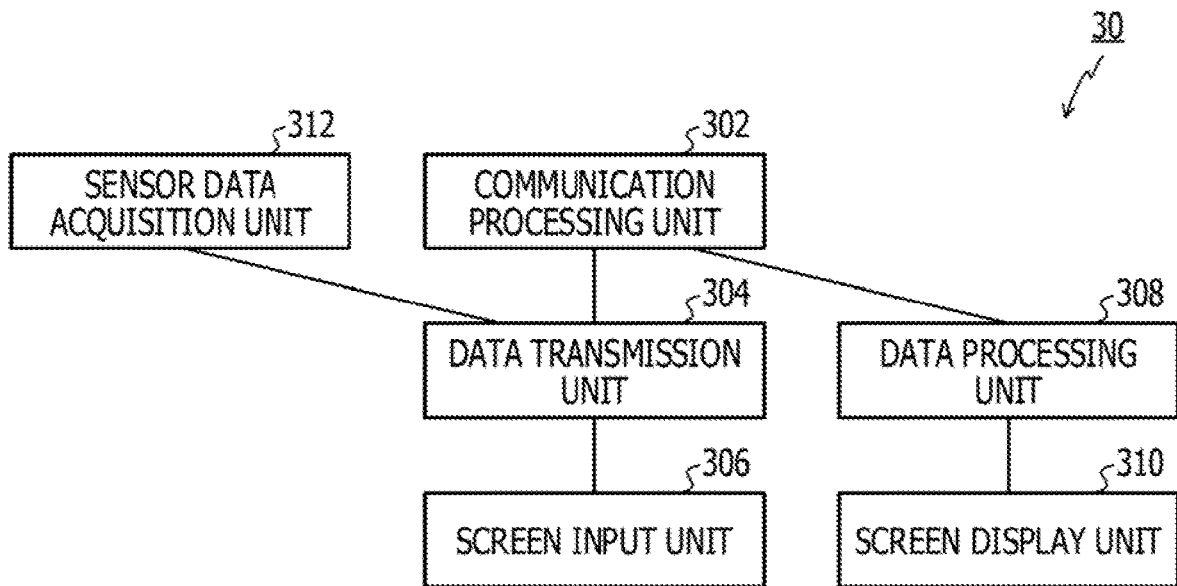 30
312
302
SENSOR DATA
ACQUISITION UNIT
COMMUNICATION
PROCESSING UNIT
304
308
DATA TRANSMISSION
UNIT
DATA PROCESSING
UNIT
306
310
SCREEN INPUT UNIT
SCREEN DISPLAY UNIT